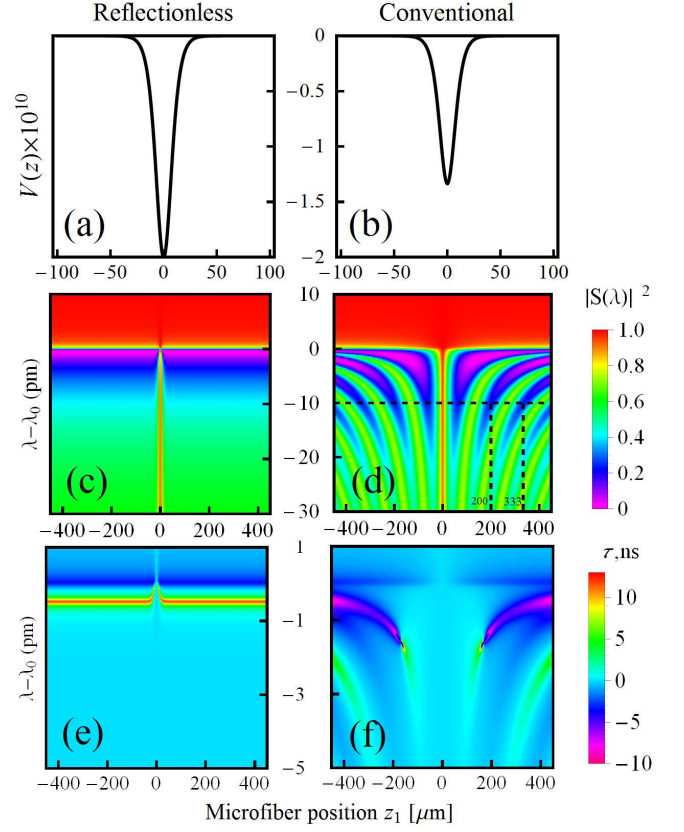 Reflectionless Conventional
V(z)×10¹⁰
0
−0.5
−1
−1.5
−2
(a) (b)
−100 −50 0 50 100 −100 −50 0 50 100
|S(λ)| ²
λ−λ₀ (pm)
10
0
−10
−20
−30
(c) (d)
200 333
1.0
0.8
0.6
0.4
0.2
0
−400 −200 0 200 400 −400 −200 0 200 400
τ,ns
λ−λ₀ (pm)
1
−1
−3
−5
(e) (f)
10
5
0
−5
−10
−400 −200 0 200 400 −400 −200 0 200 400
Microfiber position z₁ [μm]